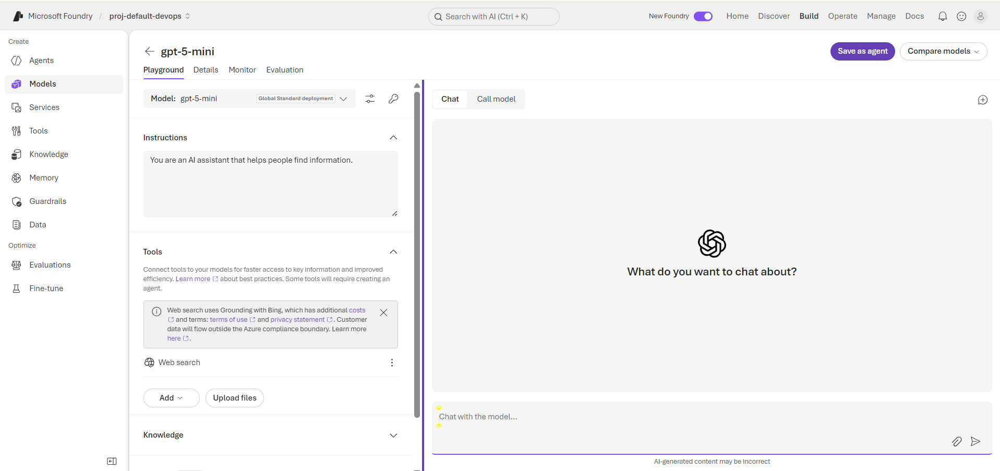 Microsoft Foundry / proj-default-devops
Search with AI (Ctrl + K)
New Foundry
Home Discover Build Operate Manage Docs
Create
Agents
Models
Services
Tools
Knowledge
Memory
Guardrails
Data
Optimize
Evaluations
Fine-tune
gpt-5-mini
Save as agent
Compare models
Playground Details Monitor Evaluation
Model: gpt-5-mini Global Standard deployment
Instructions
You are an AI assistant that helps people find information.
Tools
Connect tools to your models for faster access to key information and improved
efficiency. Learn more about best practices. Some tools will require creating an
agent.
Web search uses Grounding with Bing, which has additional costs
and terms: terms of use and privacy statement . Customer
data will flow outside the Azure compliance boundary. Learn more
here .
Web search
Add
Upload files
Knowledge
Chat Call model
What do you want to chat about?
Chat with the model...
AI-generated content may be incorrect